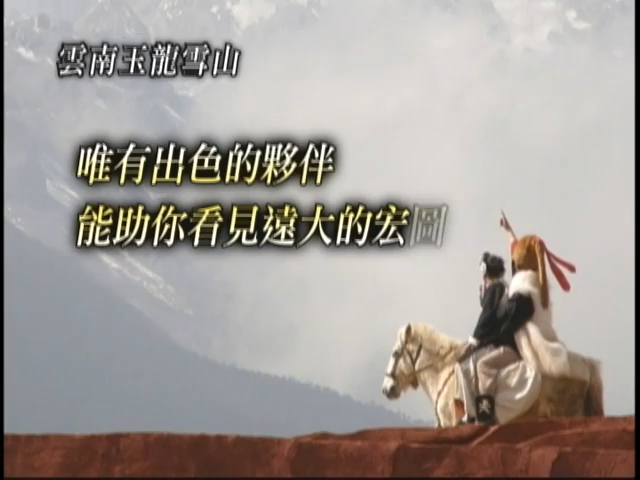 雲南玉龍雪山
唯有出色的夥伴
能助你看見遠大的宏圖